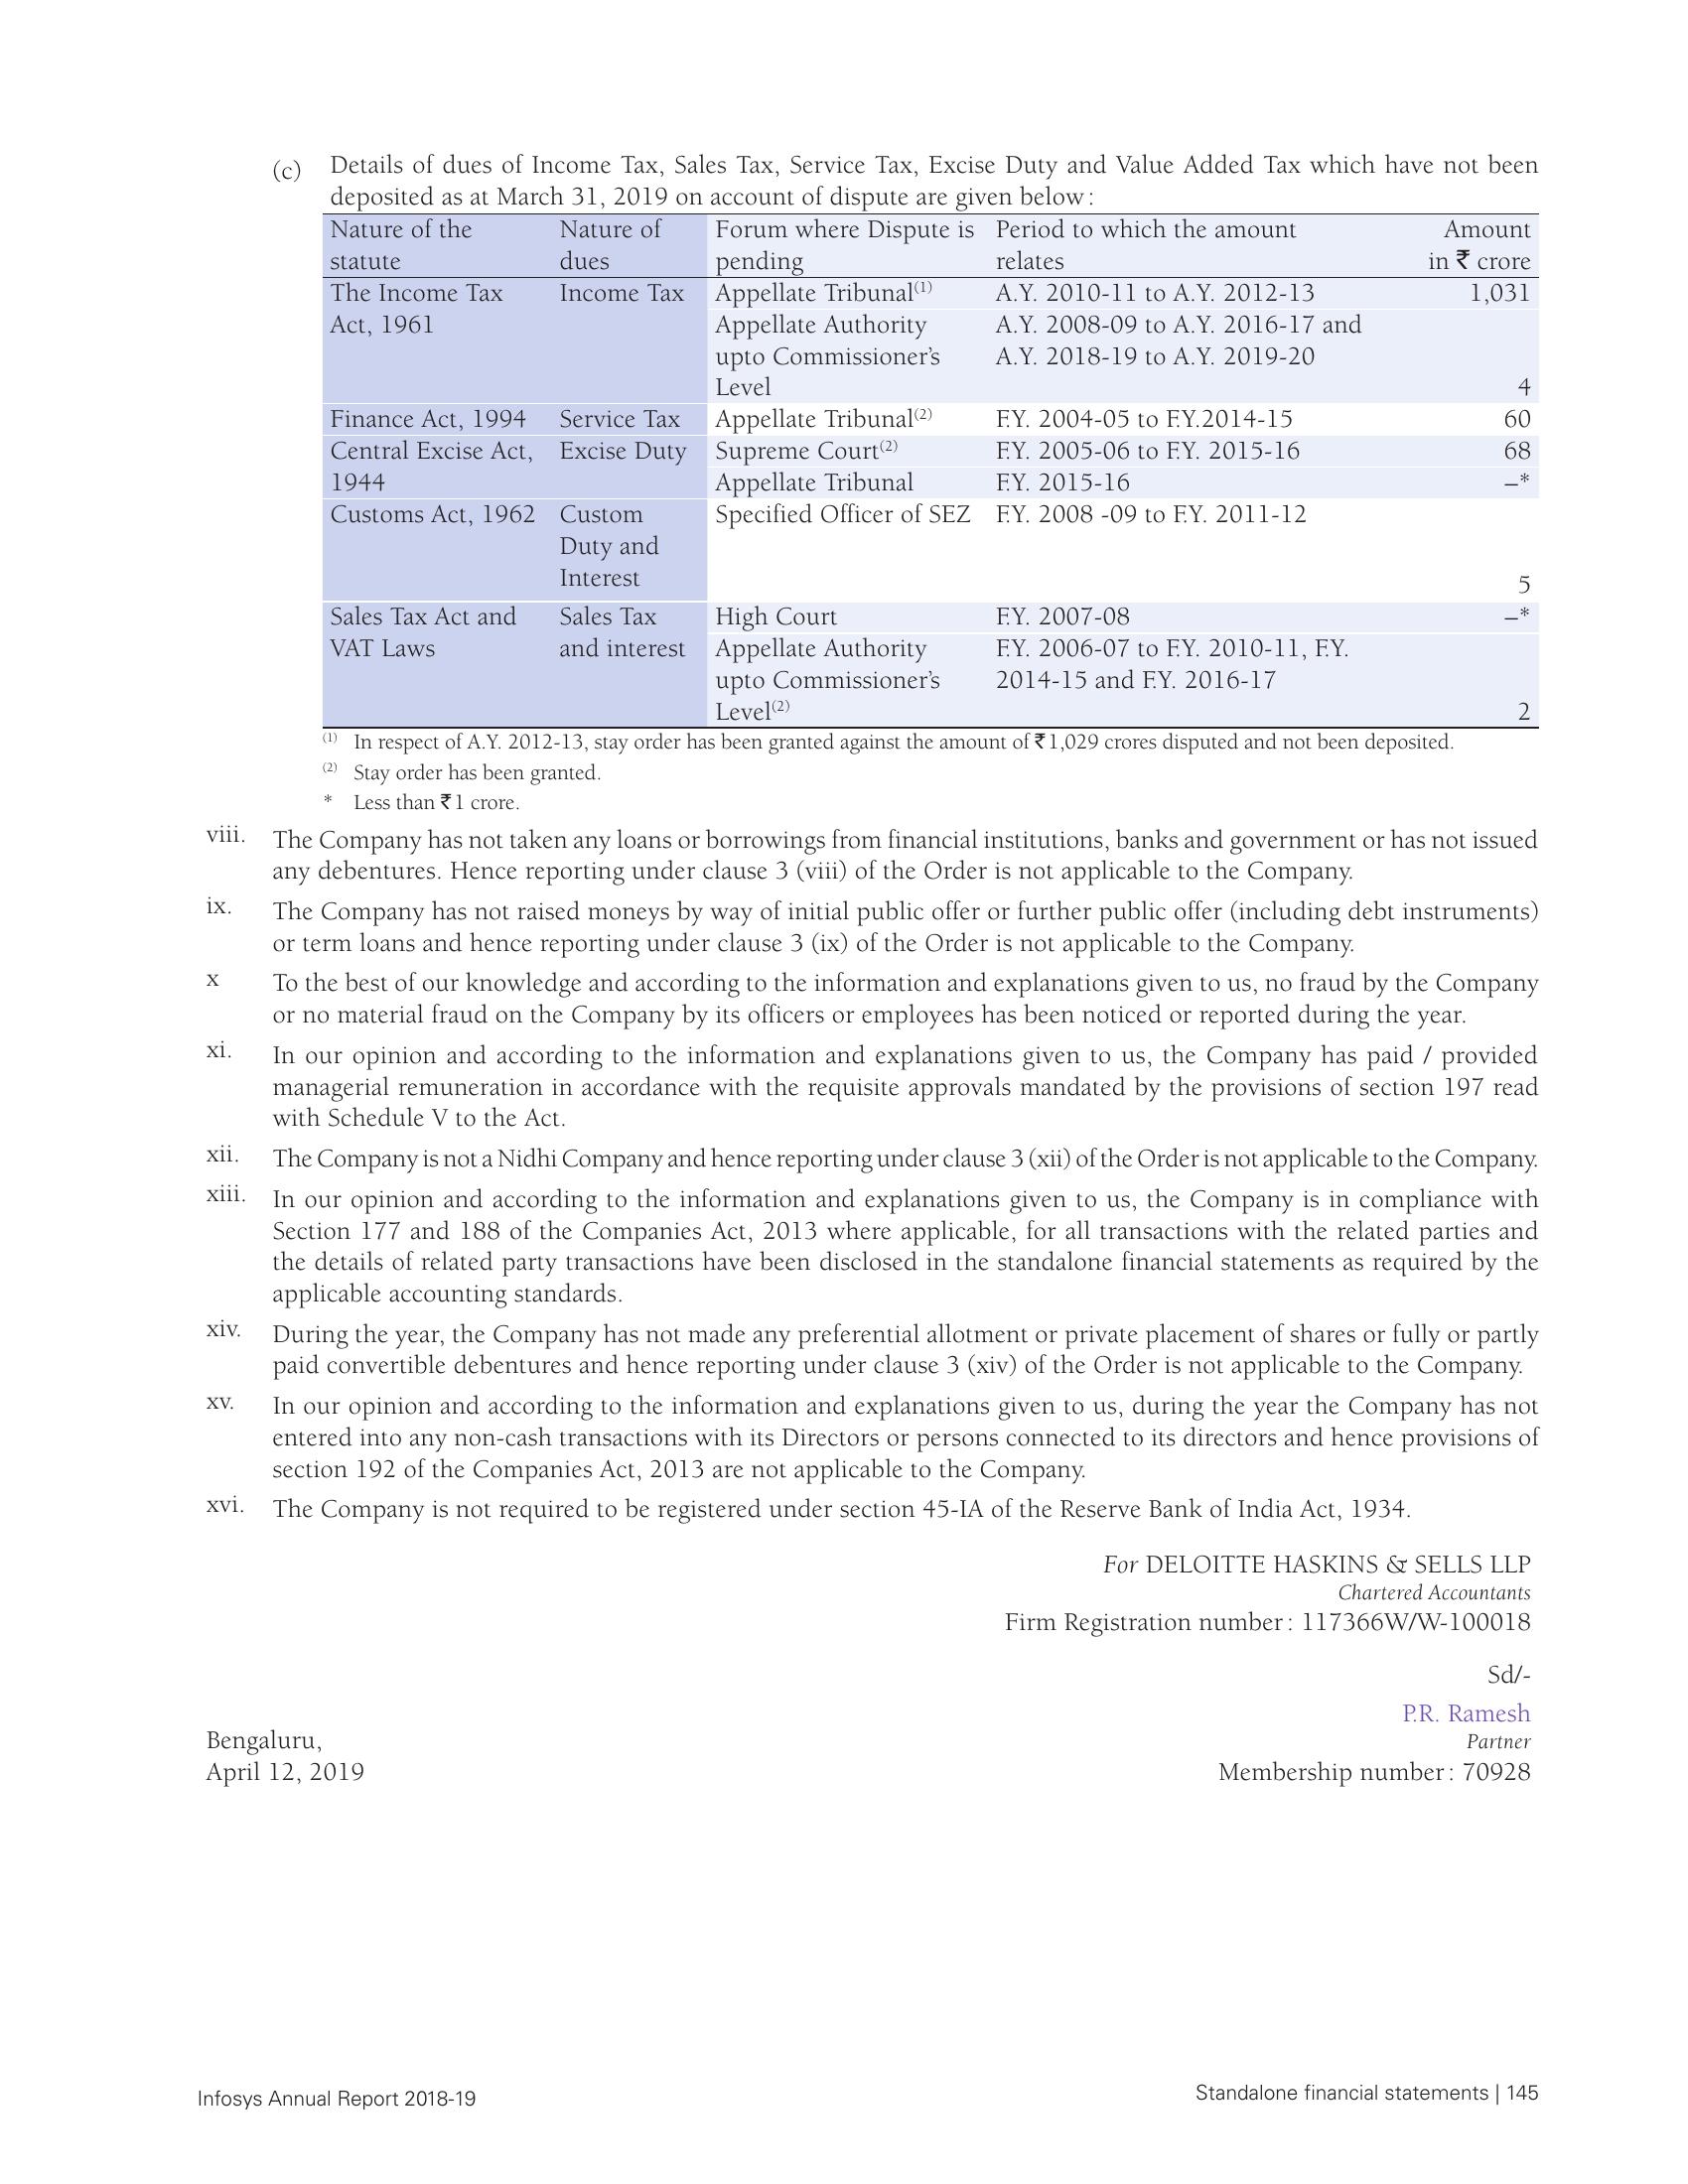 (c) Details of dues of Income Tax, Sales Tax, Service Tax, Excise Duty and Value Added Tax which have not been
deposited as at March 31, 2019 on account of dispute are given below:
Nature of the statute | Nature of dues | Forum where Dispute is pending | Period to which the amount relates | Amount in ₹ crore
The Income Tax Act, 1961 | Income Tax | Appellate Tribunal(1) | A.Y. 2010-11 to A.Y. 2012-13 | 1,031
Appellate Authority upto Commissioner’s Level | A.Y. 2008-09 to A.Y. 2016-17 and A.Y. 2018-19 to A.Y. 2019-20 | 4
Finance Act, 1994 | Service Tax | Appellate Tribunal(2) | F.Y. 2004-05 to F.Y.2014-15 | 60
Central Excise Act, 1944 | Excise Duty | Supreme Court(2) | F.Y. 2005-06 to F.Y. 2015-16 | 68
Appellate Tribunal | F.Y. 2015-16 | –*
Customs Act, 1962 | Custom Duty and Interest | Specified Officer of SEZ | F.Y. 2008 -09 to F.Y. 2011-12 | 5
Sales Tax Act and VAT Laws | Sales Tax and interest | High Court | F.Y. 2007-08 | –*
Appellate Authority upto Commissioner’s Level(2) | F.Y. 2006-07 to F.Y. 2010-11, F.Y. 2014-15 and F.Y. 2016-17 | 2
(1) In respect of A.Y. 2012-13, stay order has been granted against the amount of ₹1,029 crores disputed and not been deposited.
(2) Stay order has been granted.
* Less than ₹1 crore.
viii. The Company has not taken any loans or borrowings from financial institutions, banks and government or has not issued
any debentures. Hence reporting under clause 3 (viii) of the Order is not applicable to the Company.
ix. The Company has not raised moneys by way of initial public offer or further public offer (including debt instruments)
or term loans and hence reporting under clause 3 (ix) of the Order is not applicable to the Company.
x To the best of our knowledge and according to the information and explanations given to us, no fraud by the Company
or no material fraud on the Company by its officers or employees has been noticed or reported during the year.
xi. In our opinion and according to the information and explanations given to us, the Company has paid / provided
managerial remuneration in accordance with the requisite approvals mandated by the provisions of section 197 read
with Schedule V to the Act.
xii. The Company is not a Nidhi Company and hence reporting under clause 3 (xii) of the Order is not applicable to the Company.
xiii. In our opinion and according to the information and explanations given to us, the Company is in compliance with
Section 177 and 188 of the Companies Act, 2013 where applicable, for all transactions with the related parties and
the details of related party transactions have been disclosed in the standalone financial statements as required by the
applicable accounting standards.
xiv. During the year, the Company has not made any preferential allotment or private placement of shares or fully or partly
paid convertible debentures and hence reporting under clause 3 (xiv) of the Order is not applicable to the Company.
xv. In our opinion and according to the information and explanations given to us, during the year the Company has not
entered into any non-cash transactions with its Directors or persons connected to its directors and hence provisions of
section 192 of the Companies Act, 2013 are not applicable to the Company.
xvi. The Company is not required to be registered under section 45-IA of the Reserve Bank of India Act, 1934.
For DELOITTE HASKINS & SELLS LLP
Chartered Accountants
Firm Registration number: 117366W/W-100018
Sd/-
P.R. Ramesh
Partner
Membership number: 70928
Bengaluru,
April 12, 2019
Infosys Annual Report 2018-19
Standalone financial statements | 145